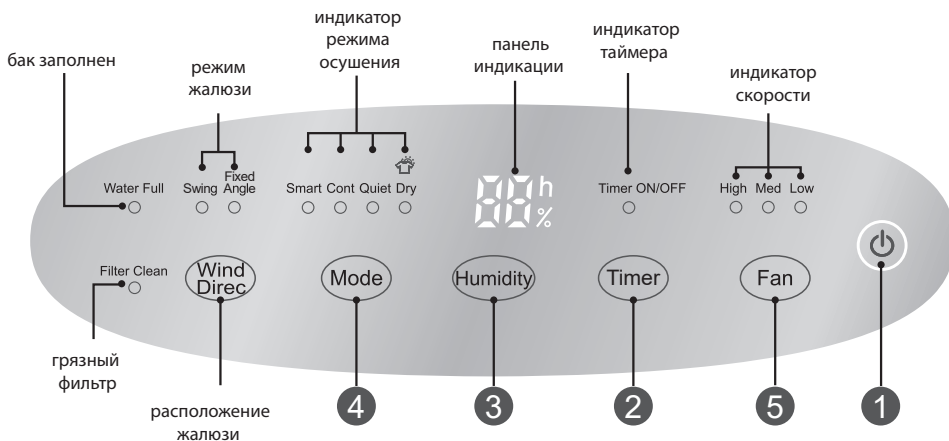 индикатор
режима
осушения
бак заполнен
режим
жалюзи
панель
индикации
индикатор
таймера
индикатор
скорости
Water Full
Swing
Fixed
Angle
Smart Cont Quiet Dry
88 h
%
Timer ON/OFF
High Med Low
Filter Clean
Wind
Direc
Mode
Humidity
Timer
Fan
грязный
фильтр
расположение
жалюзи
4
3
2
5
1